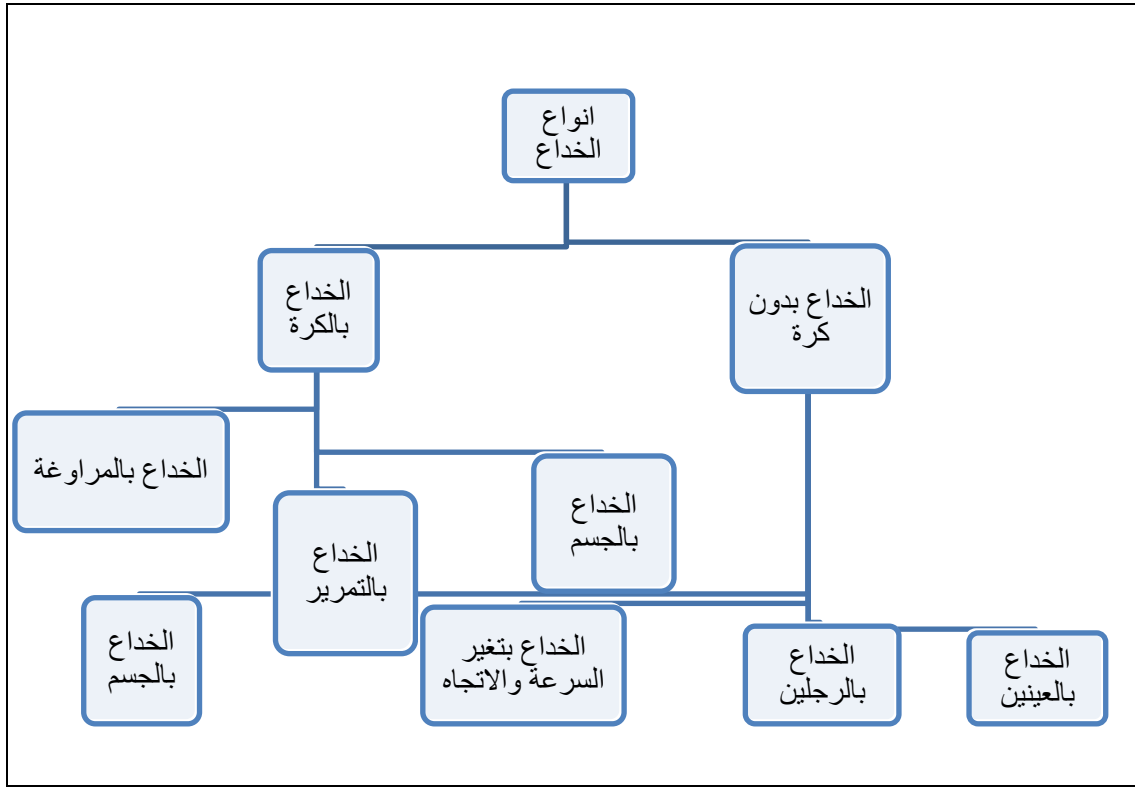 انواع
الخداع
الخداع بدون
كرة
الخداع
بالكرة
الخداع
بالجسم
الخداع
بالتمرير
الخداع بالمراوغة
الخداع
بالعينين
الخداع
بالرجلين
الخداع بتغير
السرعة والاتجاه
الخداع
بالجسم